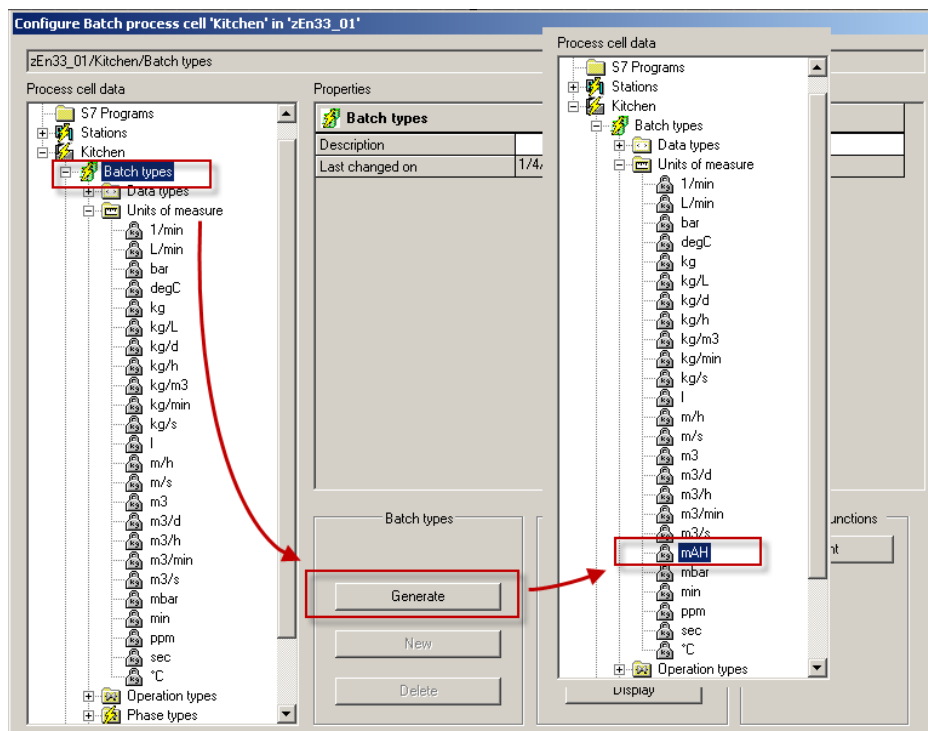 Configure Batch process cell 'Kitchen' in 'zEn33_01'
zEn33_01/Kitchen/Batch types
Process cell data
S7 Programs
Stations
Kitchen
Batch types
Data types
Units of measure
1/min
L/min
bar
degC
kg
kg/L
kg/d
kg/h
kg/m3
kg/min
kg/s
l
m/h
m/s
m3
m3/d
m3/h
m3/min
m3/s
mbar
min
ppm
sec
°C
Operation types
Phase types
Properties
Batch types
Description
Last changed on 1/4/
Batch types
Generate
New
Delete
Display
unctions
nt
Process cell data
S7 Programs
Stations
Kitchen
Batch types
Data types
Units of measure
1/min
L/min
bar
degC
kg
kg/L
kg/d
kg/h
kg/m3
kg/min
kg/s
l
m/h
m/s
m3
m3/d
m3/h
m3/min
m3/s
mAH
mbar
min
ppm
sec
°C
Operation types